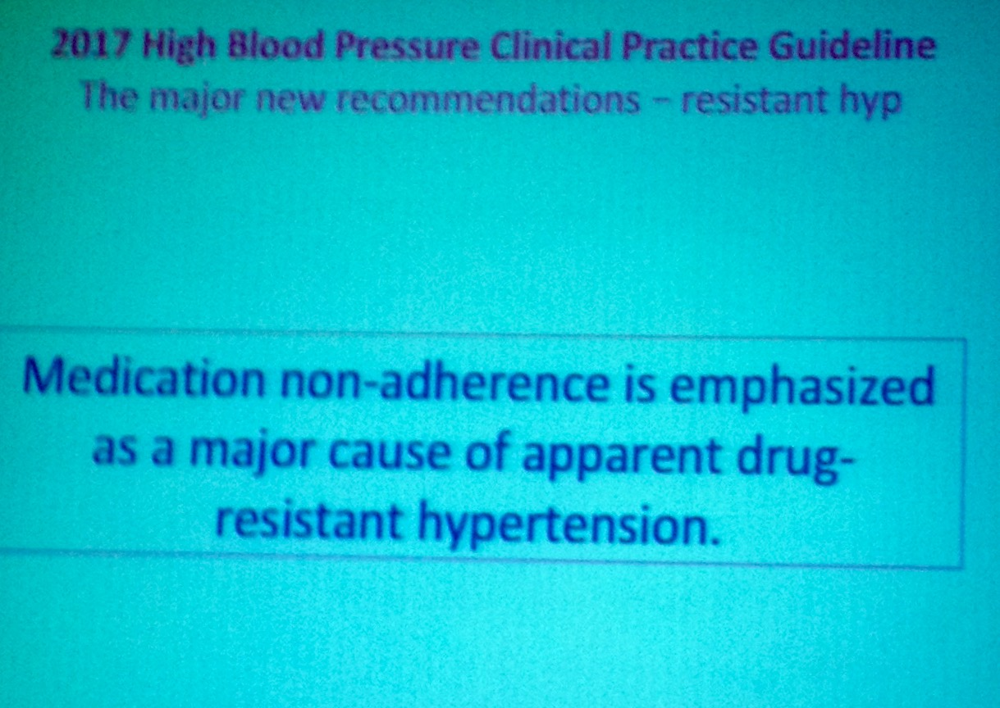 2017 High Blood Pressure Clinical Practice Guideline
The major new recommendations – resistant hyp
Medication non-adherence is emphasized
as a major cause of apparent drug-
resistant hypertension.